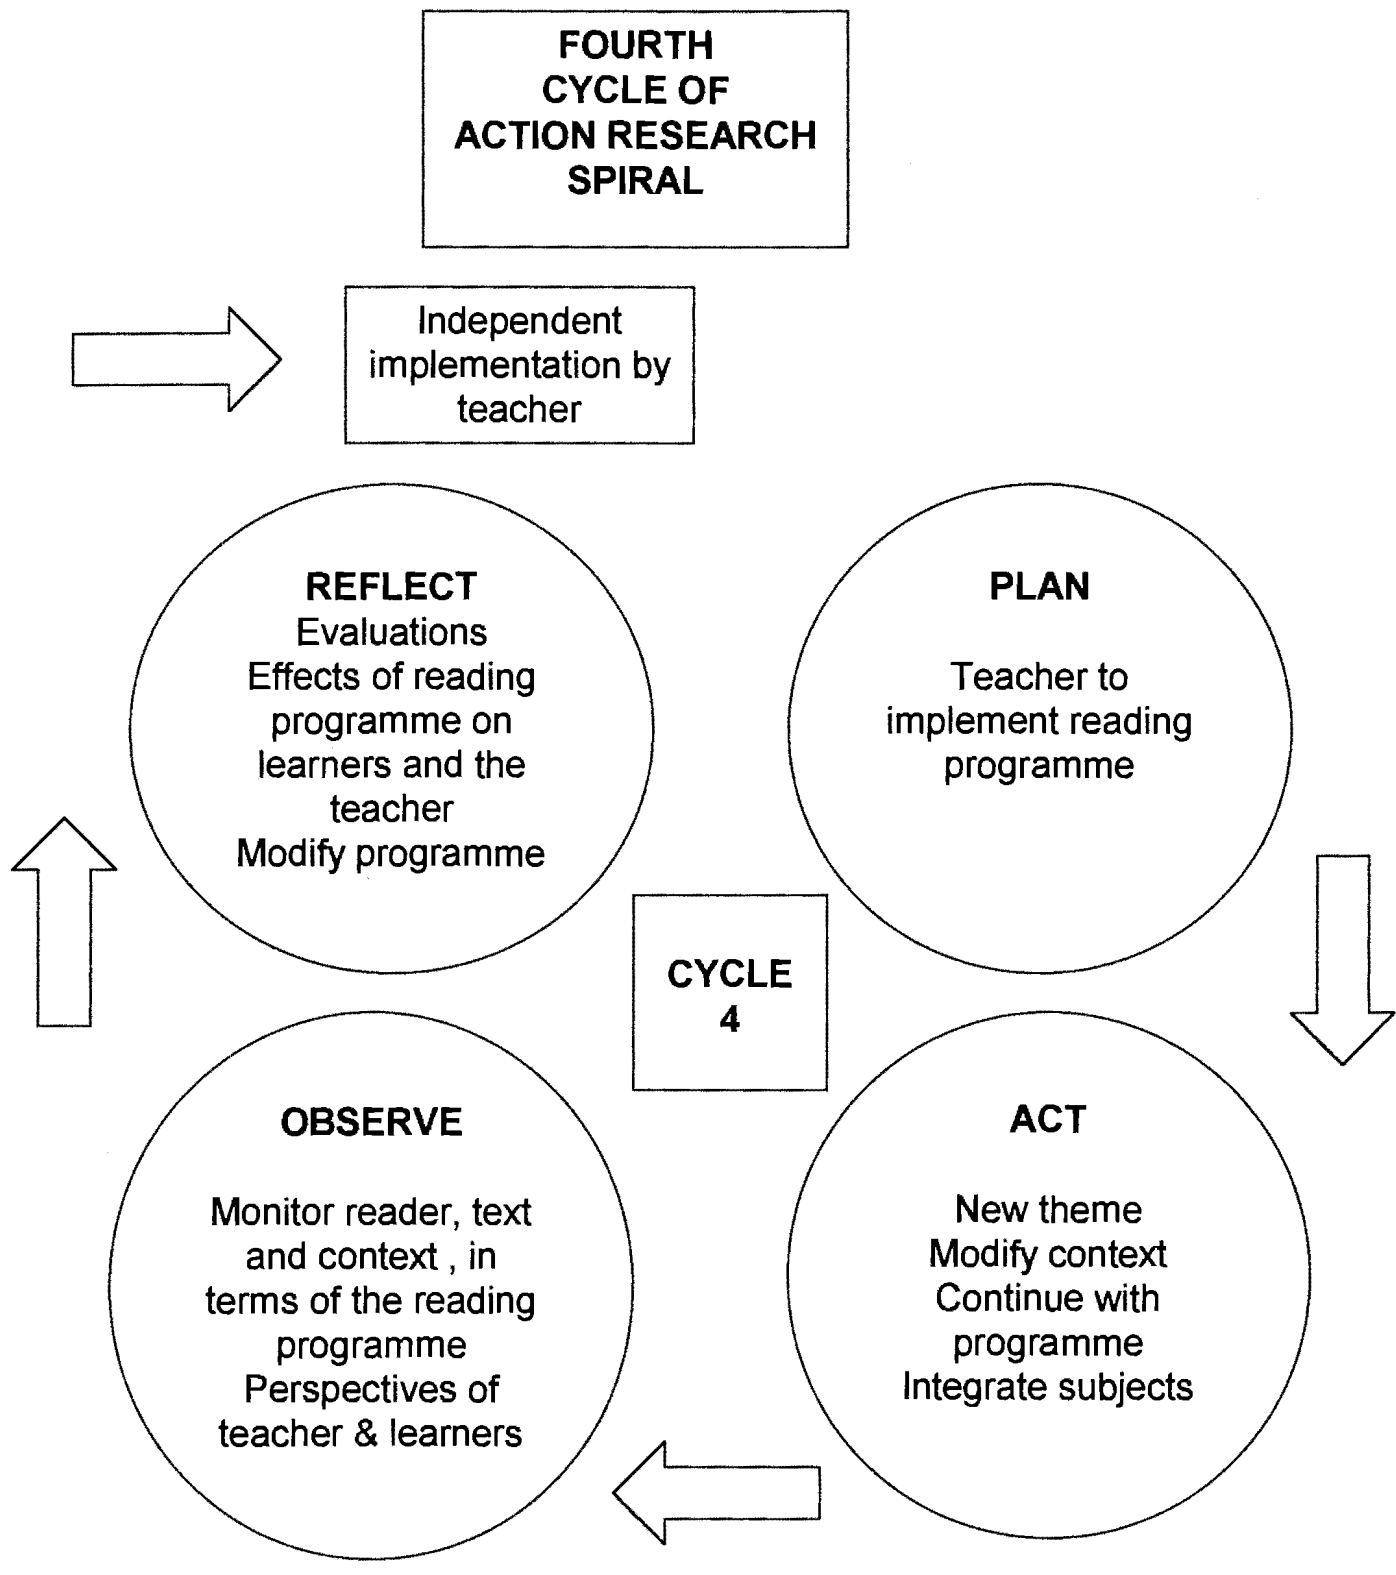 FOURTH
CYCLE OF
ACTION RESEARCH
SPIRAL
Independent
implementation by
teacher
REFLECT
Evaluations
Effects of reading
programme on
learners and the
teacher
Modify programme
PLAN
Teacher to
implement reading
programme
CYCLE
4
OBSERVE
Monitor reader, text
and context , in
terms of the reading
programme
Perspectives of
teacher & learners
ACT
New theme
Modify context
Continue with
programme
Integrate subjects